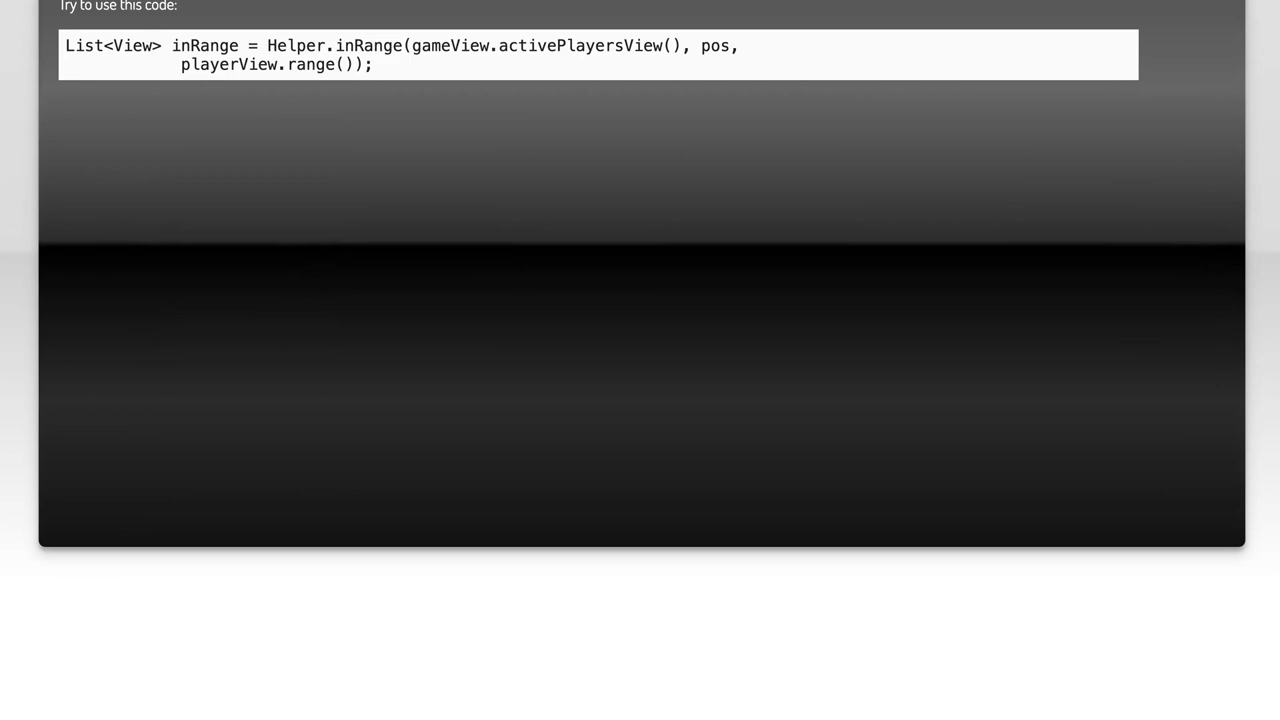 Try to use this code:
List<View> inRange = Helper.inRange(gameView.activePlayersView(), pos,
playerView.range());